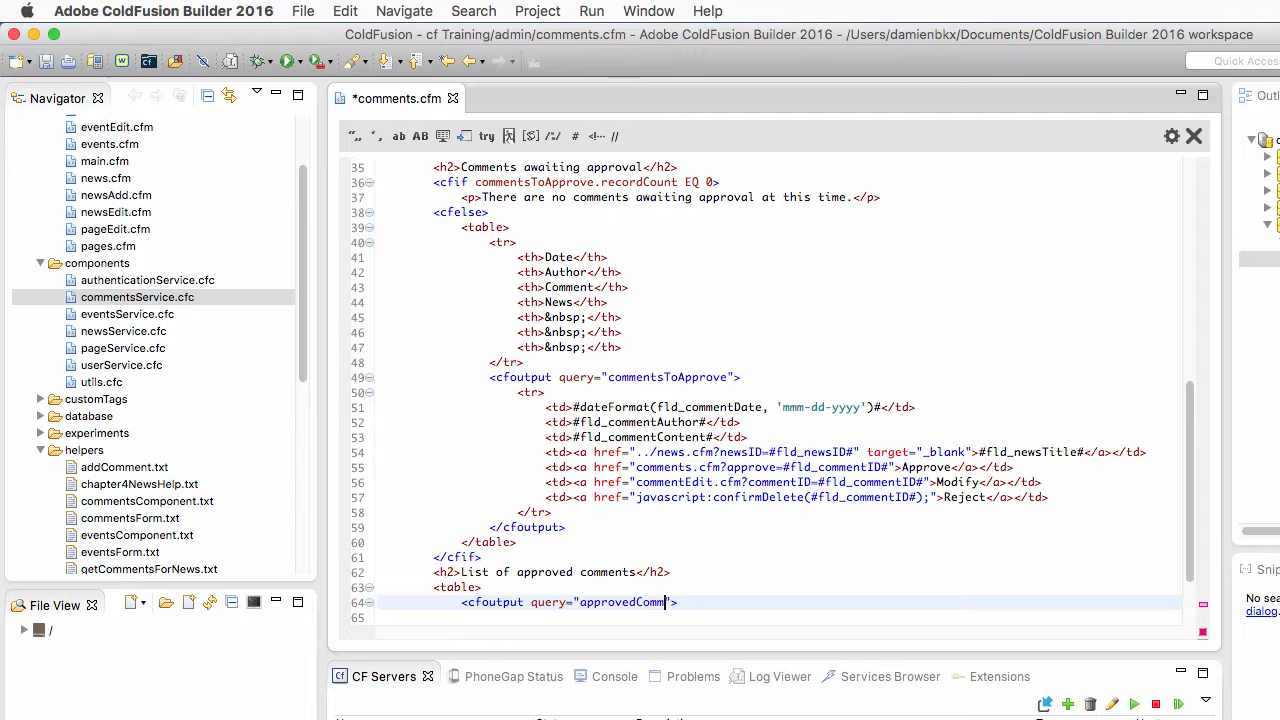 Adobe ColdFusion Builder 2016 File Edit Navigate Search Project Run Window Help
ColdFusion - cf Training/admin/comments.cfm - Adobe ColdFusion Builder 2016 - /Users/damienbkx/Documents/ColdFusion Builder 2016 workspace
Quick Access
Navigator
eventEdit.cfm
events.cfm
main.cfm
news.cfm
newsAdd.cfm
newsEdit.cfm
pageEdit.cfm
pages.cfm
components
authenticationService.cfc
commentsService.cfc
eventsService.cfc
newsService.cfc
pageService.cfc
userService.cfc
utils.cfc
customTags
database
experiments
helpers
addComment.txt
chapter4NewsHelp.txt
commentsComponent.txt
commentsForm.txt
eventsComponent.txt
eventsForm.txt
getCommentsForNews.txt
File View
/
*comments.cfm
",, ', ab AB try /*/ # <!-- //
35 <h2>Comments awaiting approval</h2>
36 <cfif commentsToApprove.recordCount EQ 0>
37 <p>There are no comments awaiting approval at this time.</p>
38 <cfelse>
39 <table>
40 <tr>
41 <th>Date</th>
42 <th>Author</th>
43 <th>Comment</th>
44 <th>News</th>
45 <th>&nbsp;</th>
46 <th>&nbsp;</th>
47 <th>&nbsp;</th>
48 </tr>
49 <cfoutput query="commentsToApprove">
50 <tr>
51 <td>#dateFormat(fld_commentDate, 'mmm-dd-yyyy')#</td>
52 <td>#fld_commentAuthor#</td>
53 <td>#fld_commentContent#</td>
54 <td><a href="../news.cfm?newsID=#fld_newsID#" target="_blank">#fld_newsTitle#</a></td>
55 <td><a href="comments.cfm?approve=#fld_commentID#">Approve</a></td>
56 <td><a href="commentEdit.cfm?commentID=#fld_commentID#">Modify</a></td>
57 <td><a href="javascript:confirmDelete(#fld_commentID#);">Reject</a></td>
58 </tr>
59 </cfoutput>
60 </table>
61 </cfif>
62 <h2>List of approved comments</h2>
63 <table>
64 <cfoutput query="approvedComm">
65
Outl
Snip
No sea
dialog.
CF Servers PhoneGap Status Console Problems Log Viewer Services Browser Extensions